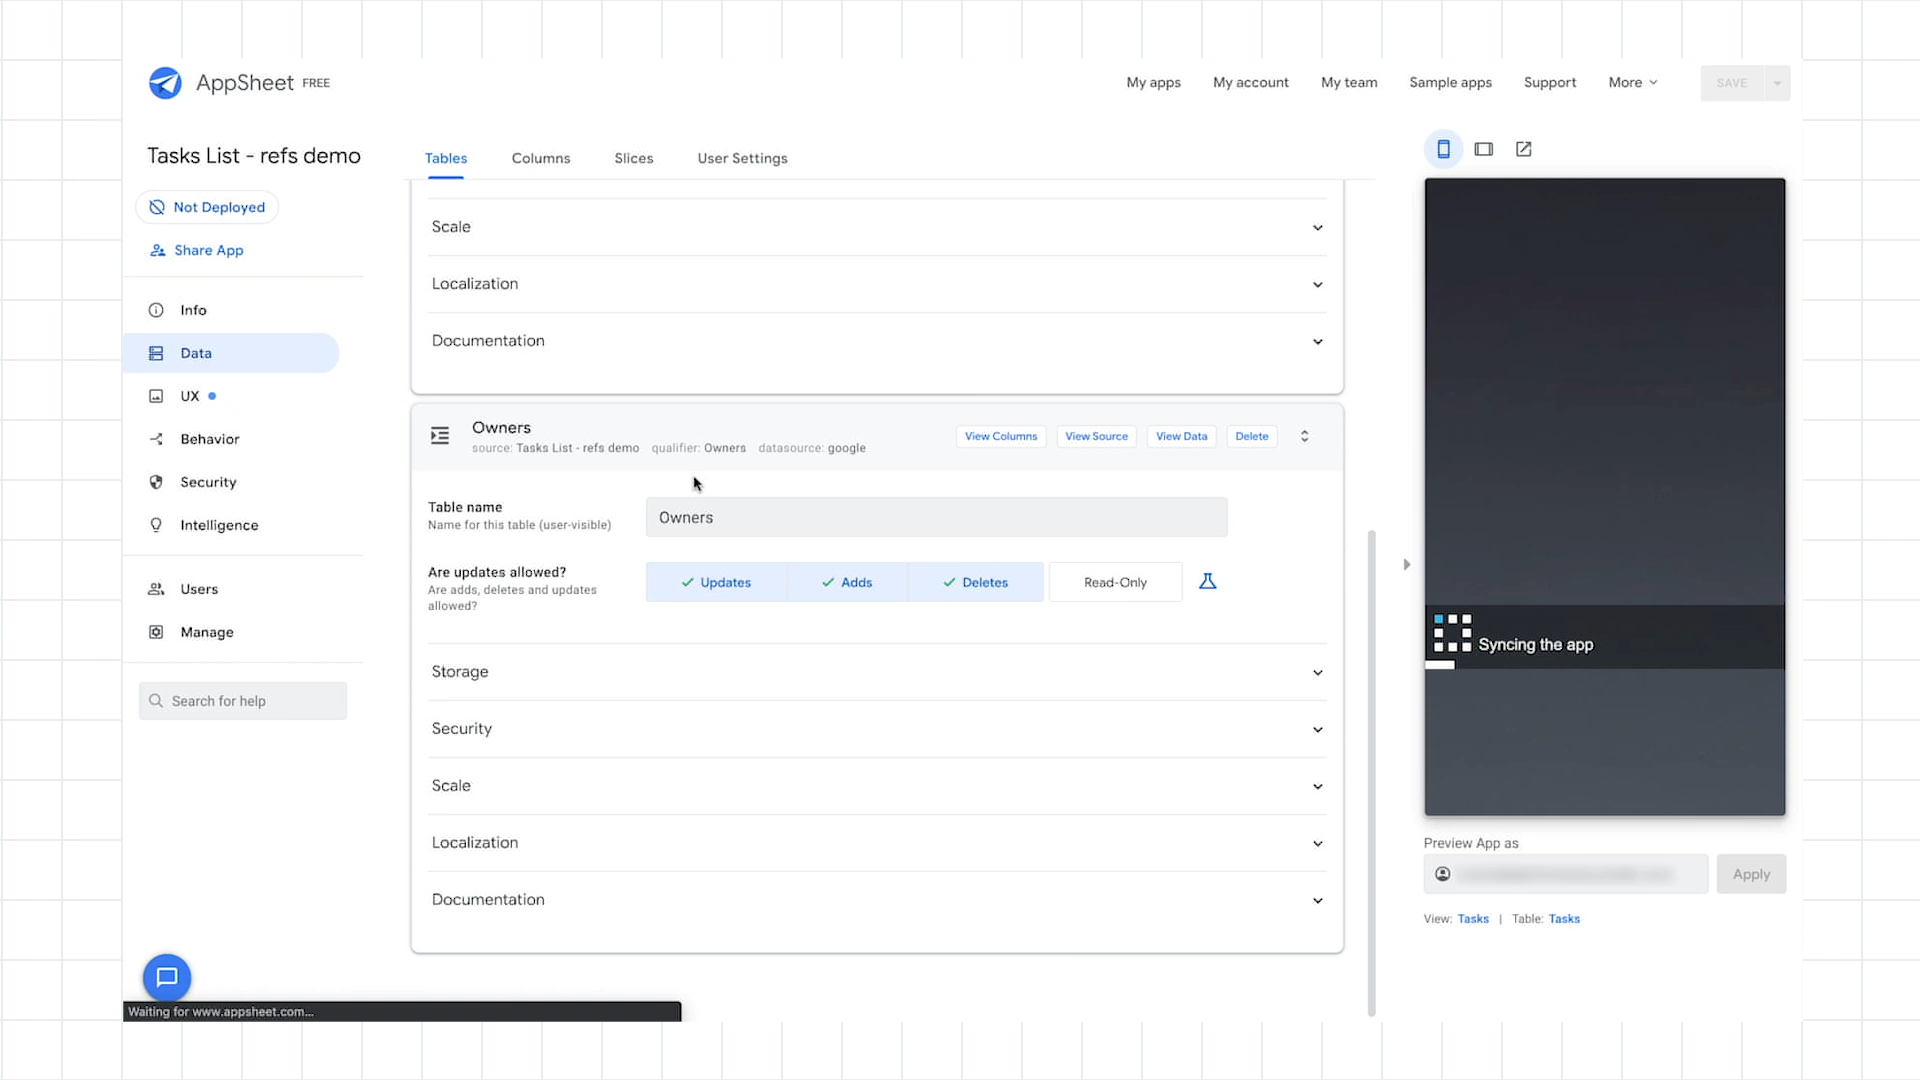 AppSheet FREE
My apps
My account
My team
Sample apps
Support
More
SAVE
Tasks List - refs demo
Not Deployed
Share App
Info
Data
UX
Behavior
Security
Intelligence
Users
Manage
Search for help
Tables
Columns
Slices
User Settings
Scale
Localization
Documentation
Owners
source: Tasks List - refs demo qualifier: Owners datasource: google
View Columns
View Source
View Data
Delete
Table name
Name for this table (user-visible)
Owners
Are updates allowed?
Are adds, deletes and updates
allowed?
Updates
Adds
Deletes
Read-Only
Storage
Security
Scale
Localization
Documentation
Syncing the app
Preview App as
Apply
View: Tasks | Table: Tasks
Waiting for www.appsheet.com...